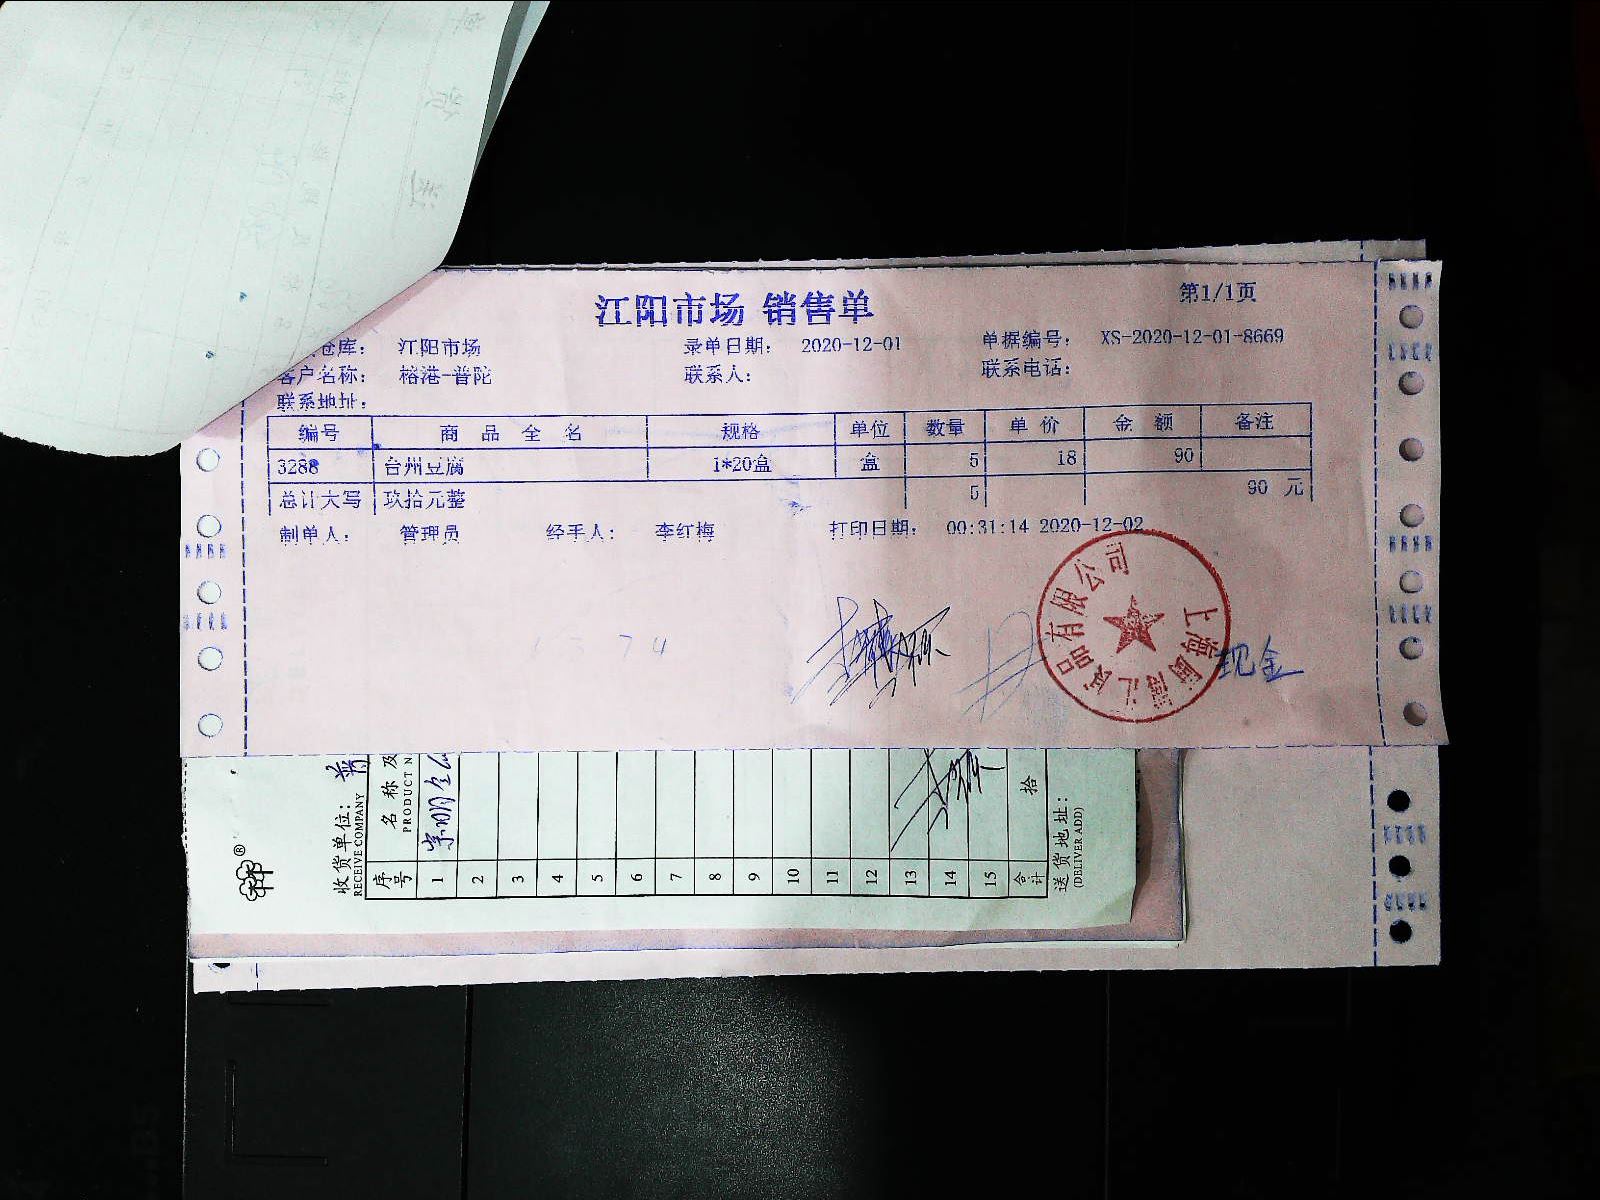 江阳市场 销售单
第1/1页
仓库： 江阳市场 录单日期： 2020-12-01 单据编号： XS-2020-12-01-8669
客户名称： 榕港-普陀 联系人： 联系电话：
联系地址：
编号 商 品 全 名 规格 单位 数量 单 价 金 额 备注
3288 台州豆腐 1*20盒 盒 5 18 90
总计大写 玖拾元整 5 90 元
制单人： 管理员 经手人： 李红梅 打印日期： 00:31:14 2020-12-02
现金
收货单位： 普
RECEIVE COMPANY
序号 名 称 及
PRODUCT N
1
2
3
4
5
6
7
8
9
10
11
12
13
14
15
合计 拾
送货地址：
(DELIVER ADD)